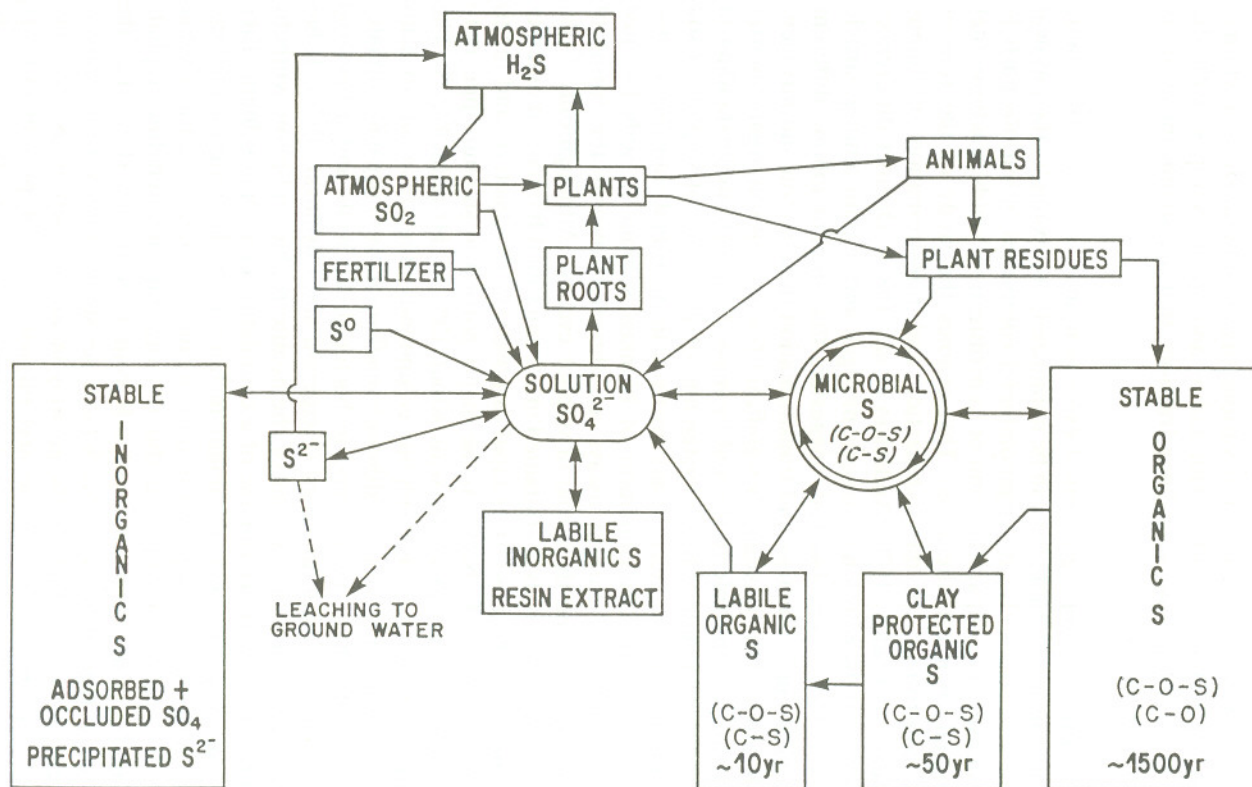 ATMOSPHERIC
H₂S
ANIMALS
ATMOSPHERIC
SO₂
PLANTS
PLANT RESIDUES
FERTILIZER
PLANT
ROOTS
S⁰
STABLE
INORGANIC S
ADSORBED +
OCCLUDED SO₄
PRECIPITATED S²⁻
SOLUTION
SO₄²⁻
MICROBIAL
S
(C-O-S)
(C-S)
STABLE
ORGANIC S
(C-O-S)
(C-O)
~1500yr
S²⁻
LABILE
INORGANIC S
RESIN EXTRACT
LEACHING TO
GROUND WATER
LABILE
ORGANIC
S
(C-O-S)
(C-S)
~10yr
CLAY
PROTECTED
ORGANIC
S
(C-O-S)
(C-S)
~50yr